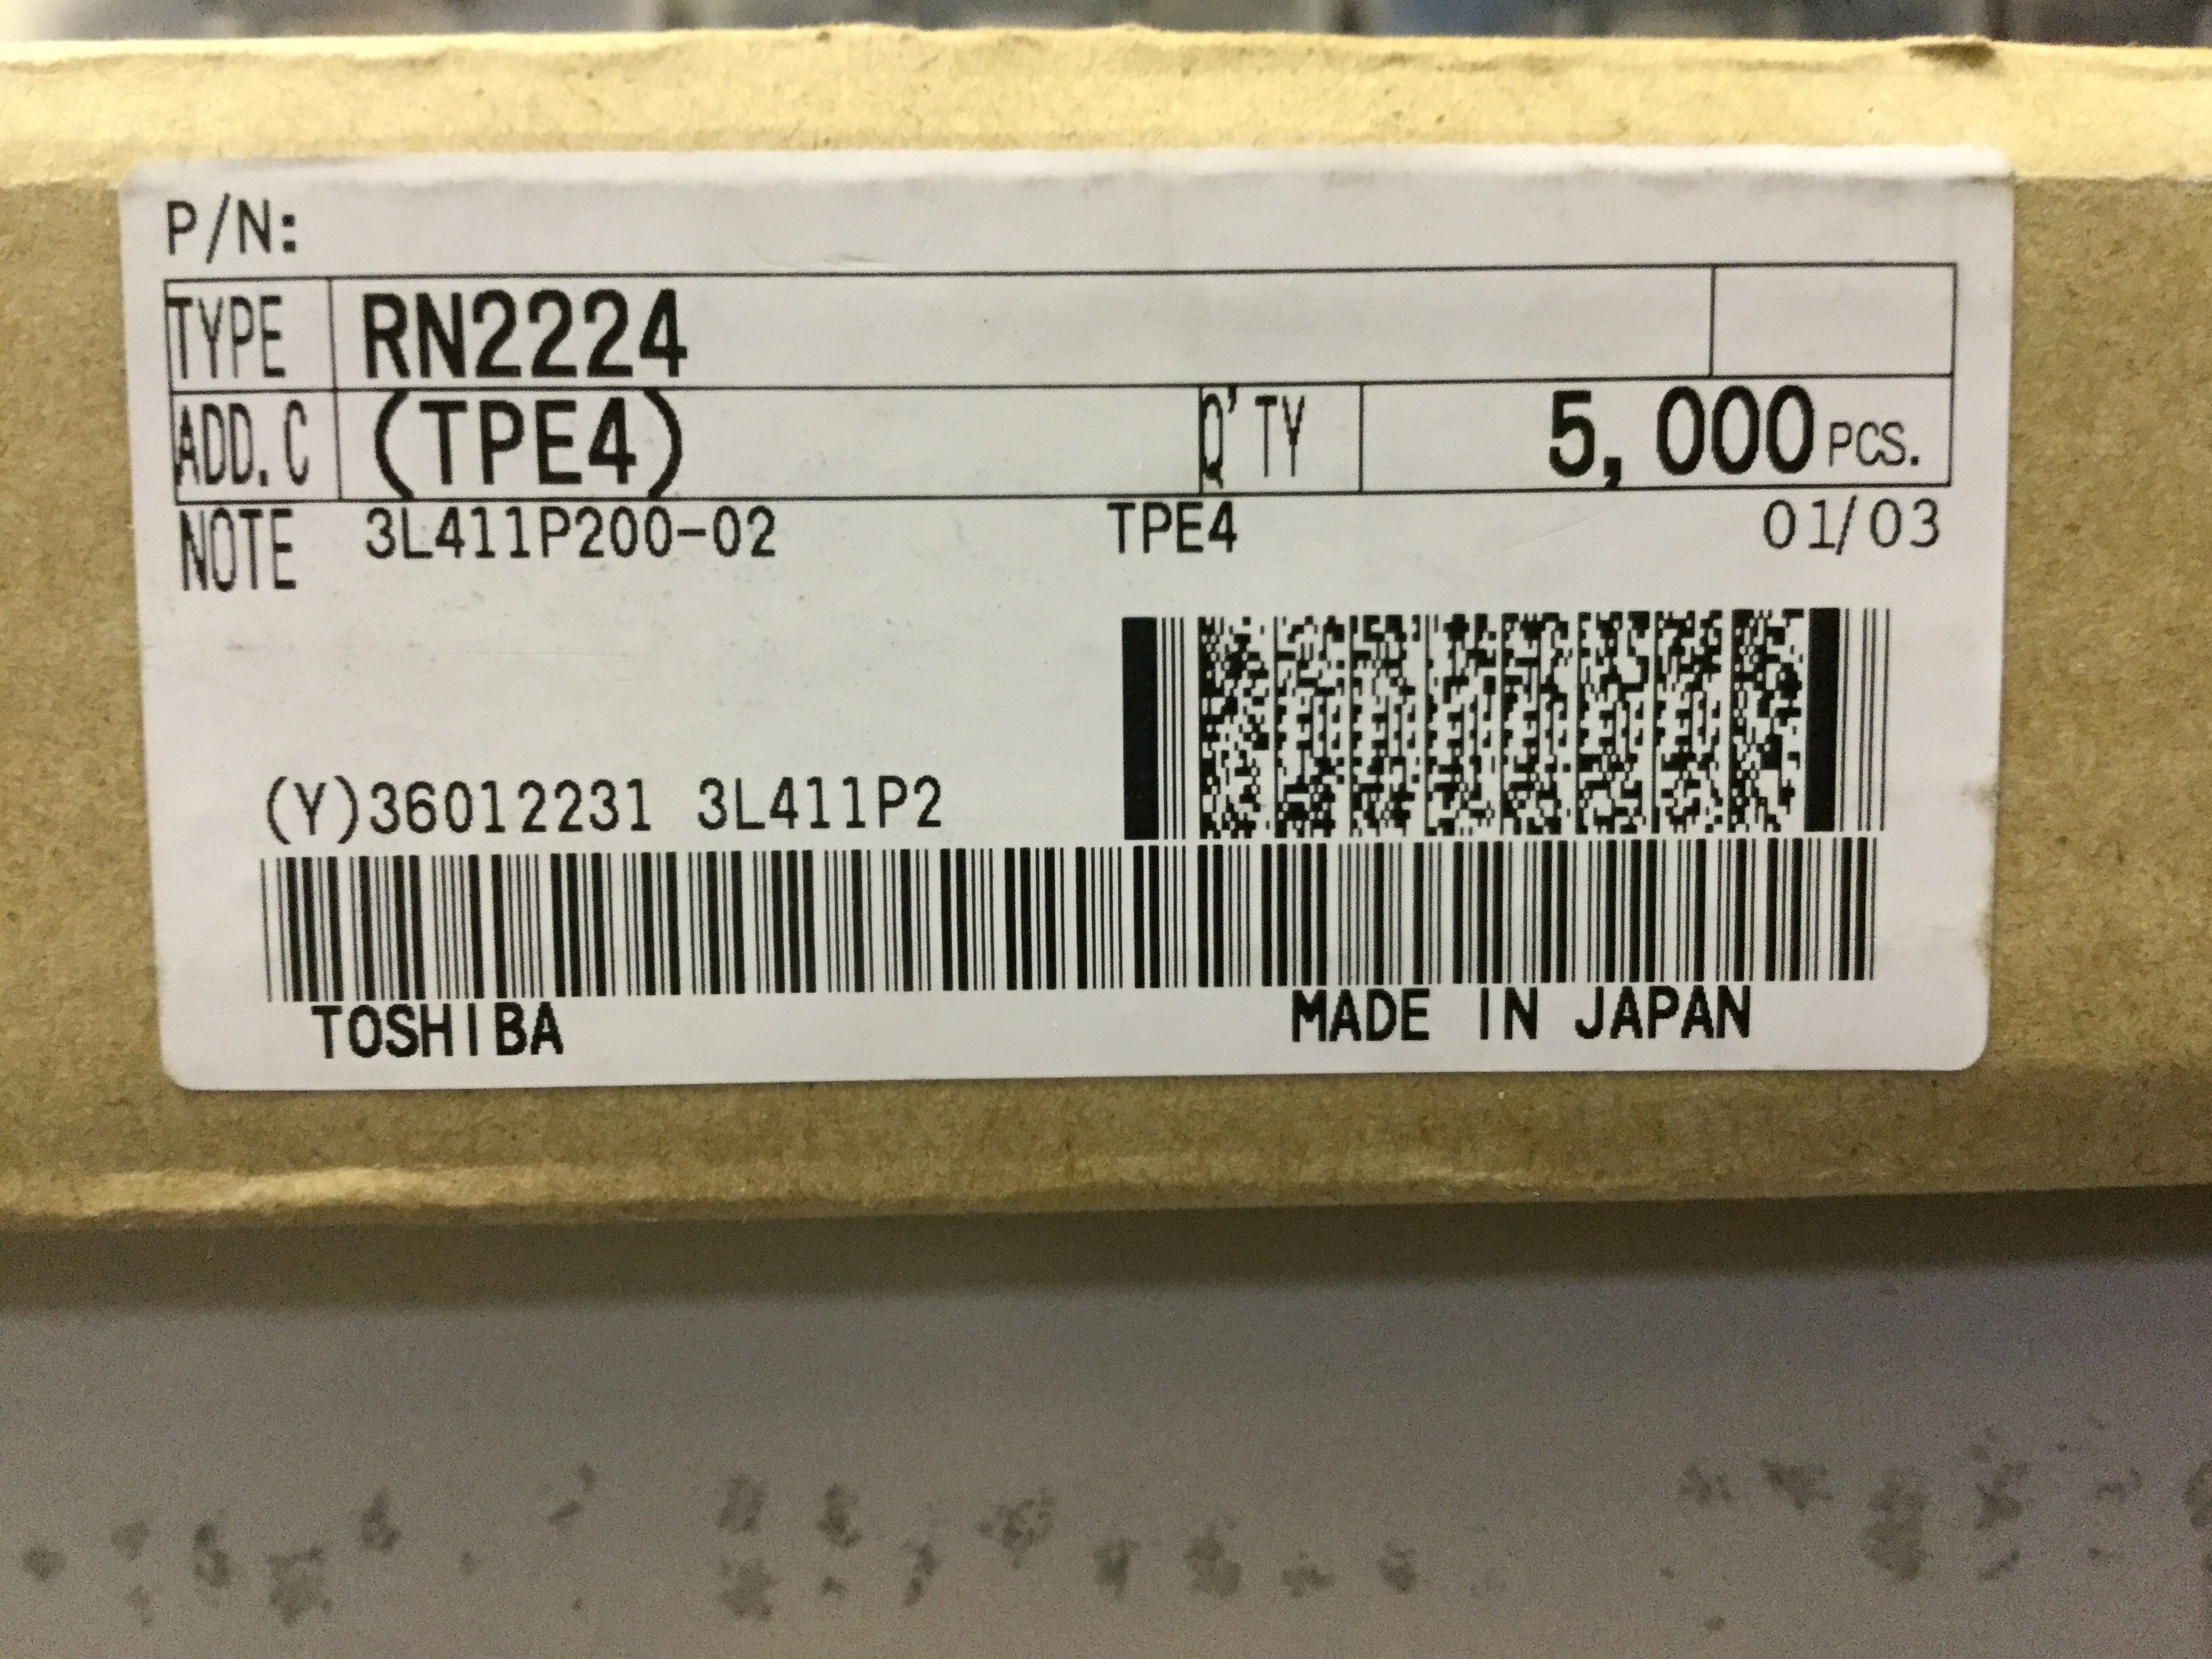 P/N:
TYPE RN2224
ADD.C (TPE4) Q'TY 5,000 PCS.
NOTE 3L411P200-02 TPE4 01/03
(Y)36012231 3L411P2
TOSHIBA MADE IN JAPAN